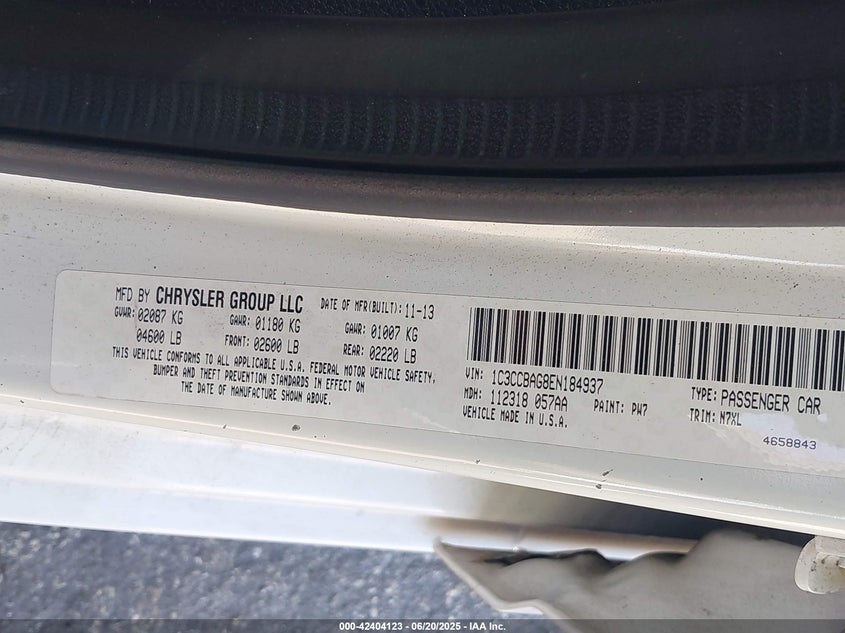 MFD BY CHRYSLER GROUP LLC DATE OF MFR(BUILT): 11-13
GVWR: 02087 KG GAWR: 01180 KG GAWR: 01007 KG
04600 LB FRONT: 02600 LB REAR: 02220 LB
THIS VEHICLE CONFORMS TO ALL APPLICABLE U.S.A. FEDERAL MOTOR VEHICLE SAFETY,
BUMPER AND THEFT PREVENTION STANDARDS IN EFFECT ON
THE DATE OF MANUFACTURE SHOWN ABOVE.
VIN: 1C3CCBAG8EN184937 TYPE: PASSENGER CAR
MDH: 112318 057AA PAINT: PW7 TRIM: N7XL
VEHICLE MADE IN U.S.A. 4658843
000-42404123 | 06/20/2025 - IAA Inc.